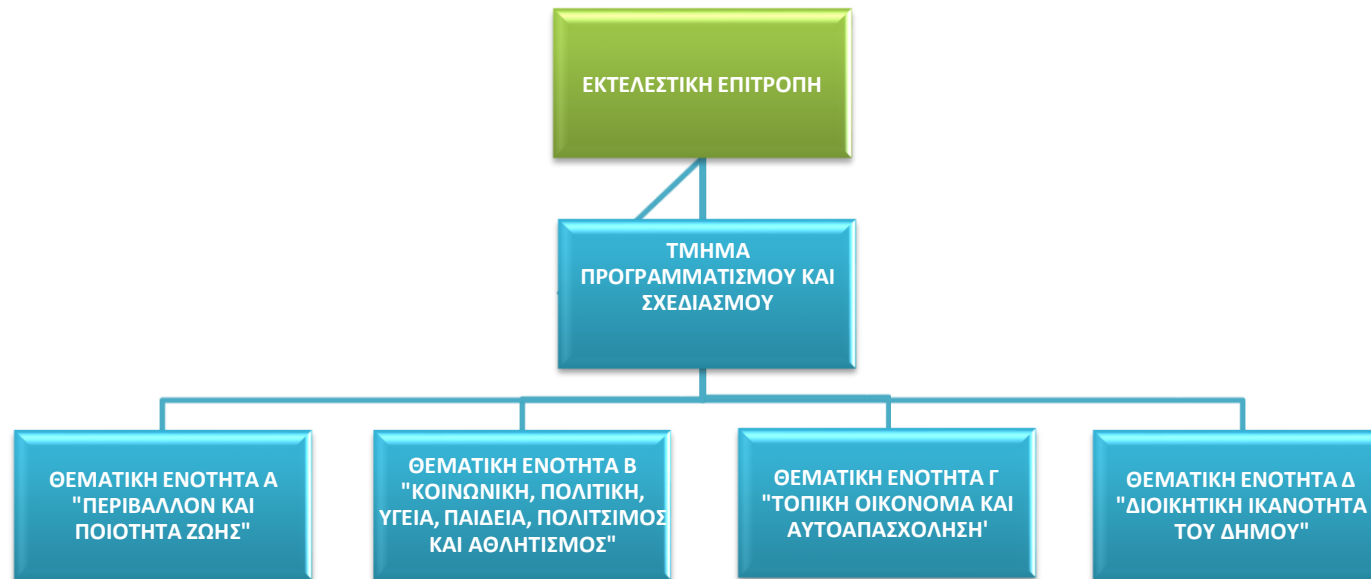 ΕΚΤΕΛΕΣΤΙΚΗ ΕΠΙΤΡΟΠΗ
ΤΜΗΜΑ
ΠΡΟΓΡΑΜΜΑΤΙΣΜΟΥ ΚΑΙ
ΣΧΕΔΙΑΣΜΟΥ
ΘΕΜΑΤΙΚΗ ΕΝΟΤΗΤΑ Α
"ΠΕΡΙΒΑΛΛΟΝ ΚΑΙ
ΠΟΙΟΤΗΤΑ ΖΩΗΣ"
ΘΕΜΑΤΙΚΗ ΕΝΟΤΗΤΑ Β
"ΚΟΙΝΩΝΙΚΗ, ΠΟΛΙΤΙΚΗ,
ΥΓΕΙΑ, ΠΑΙΔΕΙΑ, ΠΟΛΙΤΣΙΜΟΣ
ΚΑΙ ΑΘΛΗΤΙΣΜΟΣ"
ΘΕΜΑΤΙΚΗ ΕΝΟΤΗΤΑ Γ
"ΤΟΠΙΚΗ ΟΙΚΟΝΟΜΑ ΚΑΙ
ΑΥΤΟΑΠΑΣΧΟΛΗΣΗ'
ΘΕΜΑΤΙΚΗ ΕΝΟΤΗΤΑ Δ
"ΔΙΟΙΚΗΤΙΚΗ ΙΚΑΝΟΤΗΤΑ
ΤΟΥ ΔΗΜΟΥ"